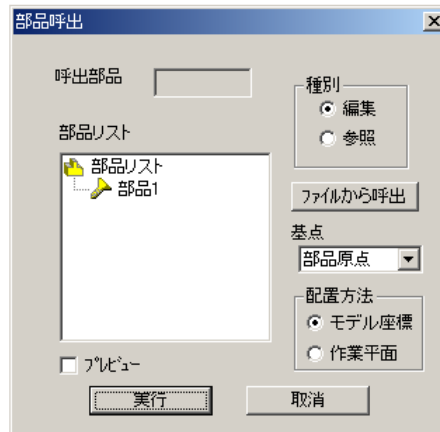 部品呼出
呼出部品
種別
編集
参照
部品リスト
部品リスト
部品1
ファイルから呼出
基点
部品原点
配置方法
モデル座標
作業平面
プレビュー
実行
取消